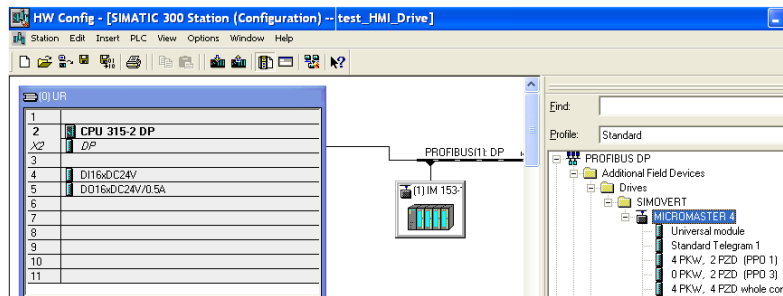 HW Config - [SIMATIC 300 Station (Configuration) -- test_HMI_Drive]
Station Edit Insert PLC View Options Window Help
(0) UR
1
2 CPU 315-2 DP
X2 DP
3
4 DI16xDC24V
5 DO16xDC24V/0.5A
6
7
8
9
10
11
PROFIBUS(1): DP
(1) IM 153-
Find:
Profile: Standard
PROFIBUS DP
Additional Field Devices
Drives
SIMOVERT
MICROMASTER 4
Universal module
Standard Telegram 1
4 PKW, 2 PZD (PPO 1)
0 PKW, 2 PZD (PPO 3)
4 PKW, 4 PZD whole con